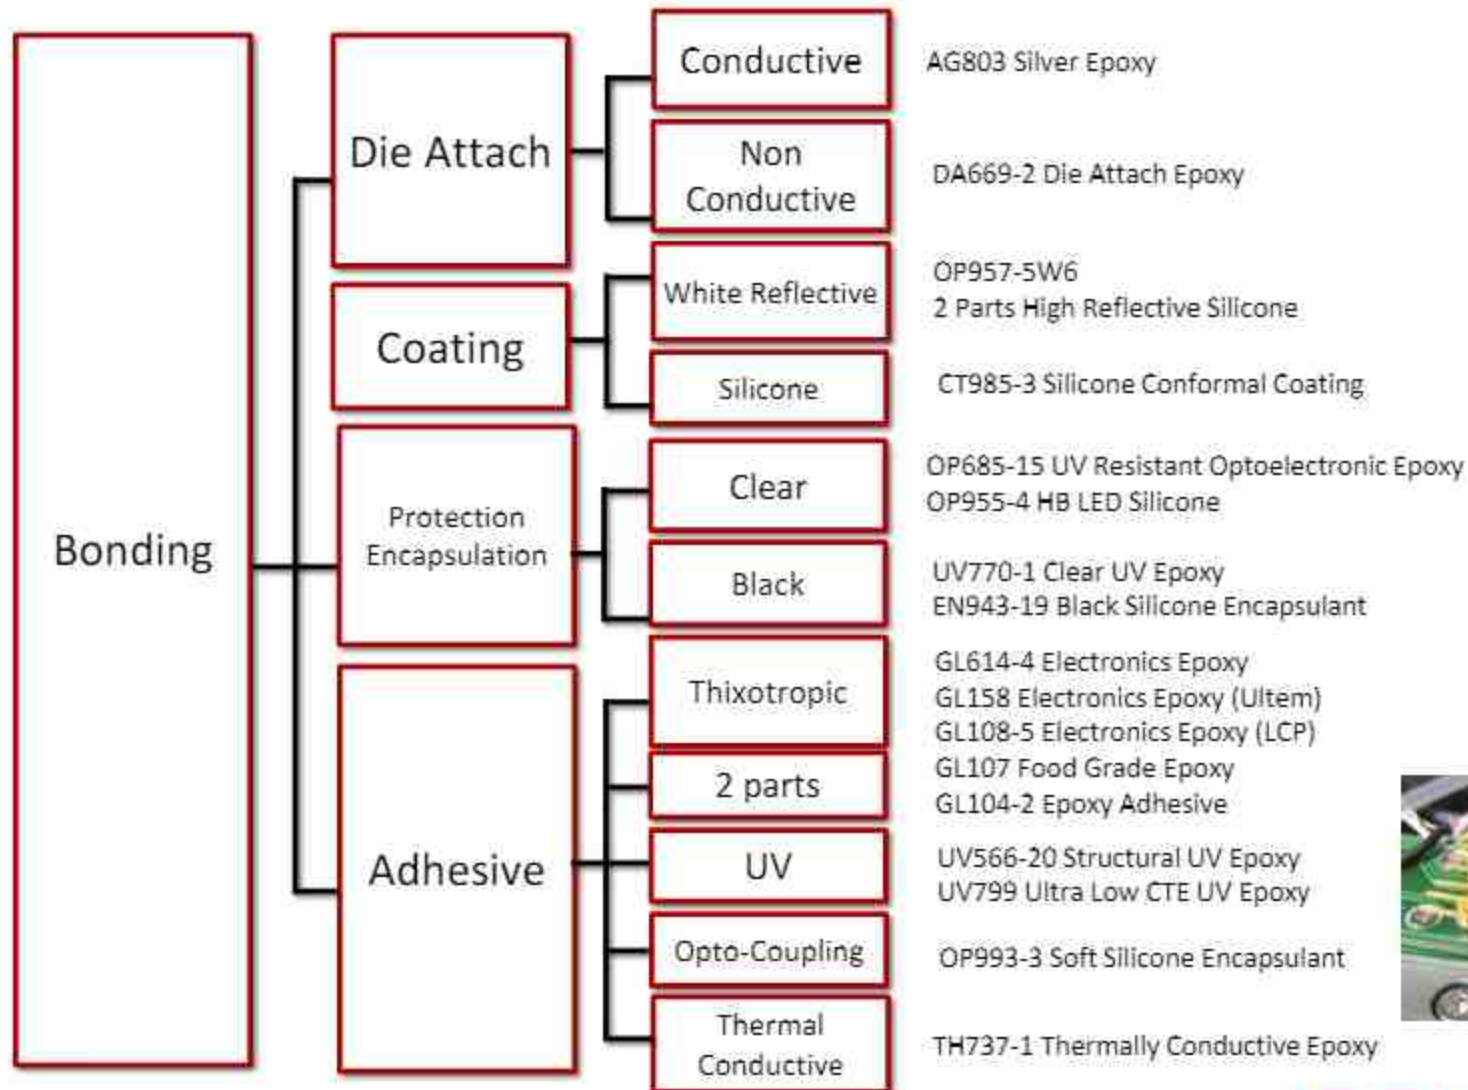 Bonding
Die Attach
Conductive
AG803 Silver Epoxy
Non
Conductive
DA669-2 Die Attach Epoxy
Coating
White Reflective
OP957-5W6
2 Parts High Reflective Silicone
Silicone
CT985-3 Silicone Conformal Coating
Protection
Encapsulation
Clear
OP685-15 UV Resistant Optoelectronic Epoxy
OP955-4 HB LED Silicone
Black
UV770-1 Clear UV Epoxy
EN943-19 Black Silicone Encapsulant
Adhesive
Thixotropic
GL614-4 Electronics Epoxy
GL158 Electronics Epoxy (Ultem)
GL108-5 Electronics Epoxy (LCP)
2 parts
GL107 Food Grade Epoxy
GL104-2 Epoxy Adhesive
UV
UV566-20 Structural UV Epoxy
UV799 Ultra Low CTE UV Epoxy
Opto-Coupling
OP993-3 Soft Silicone Encapsulant
Thermal
Conductive
TH737-1 Thermally Conductive Epoxy